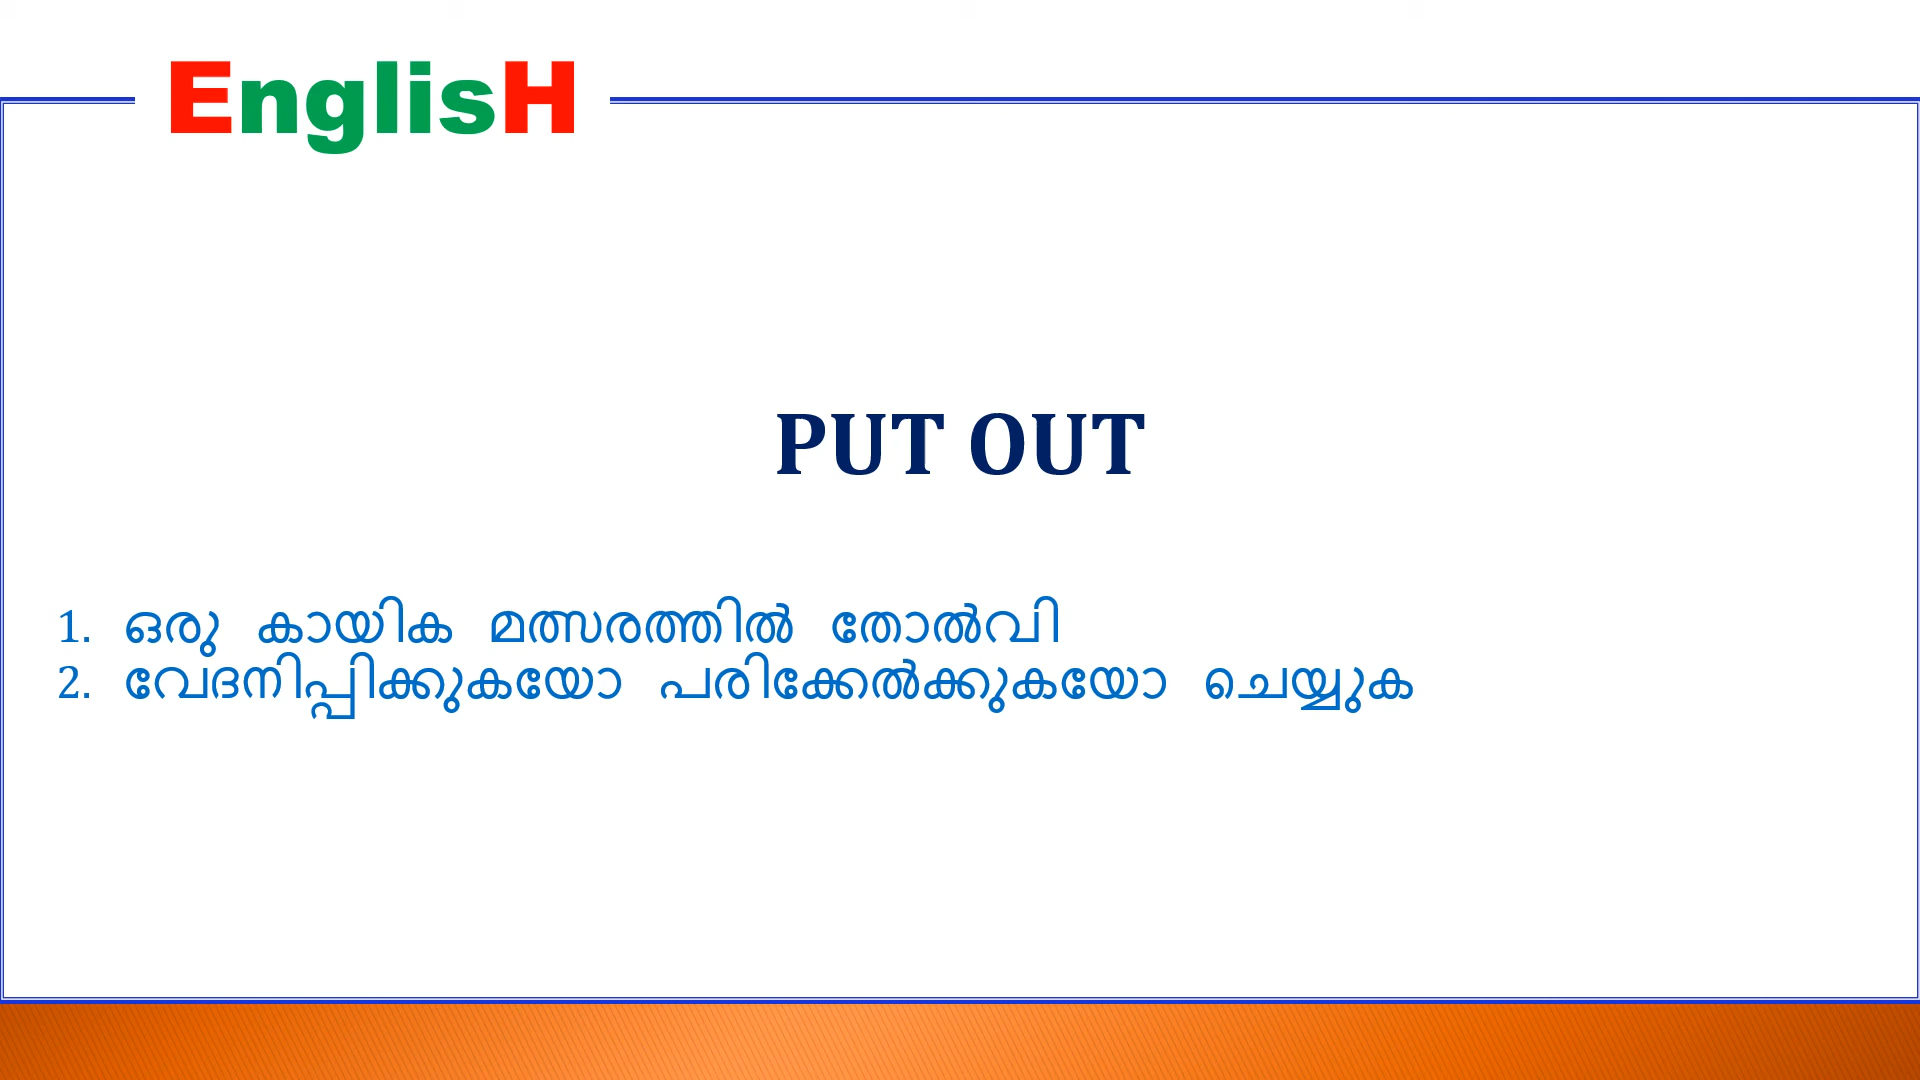 EnglisH
PUT OUT
1. ഒരു കായിക മത്സരത്തിൽ തോൽവി
2. വേദനിപ്പിക്കുകയോ പരിക്കേൽക്കുകയോ ചെയ്യുക